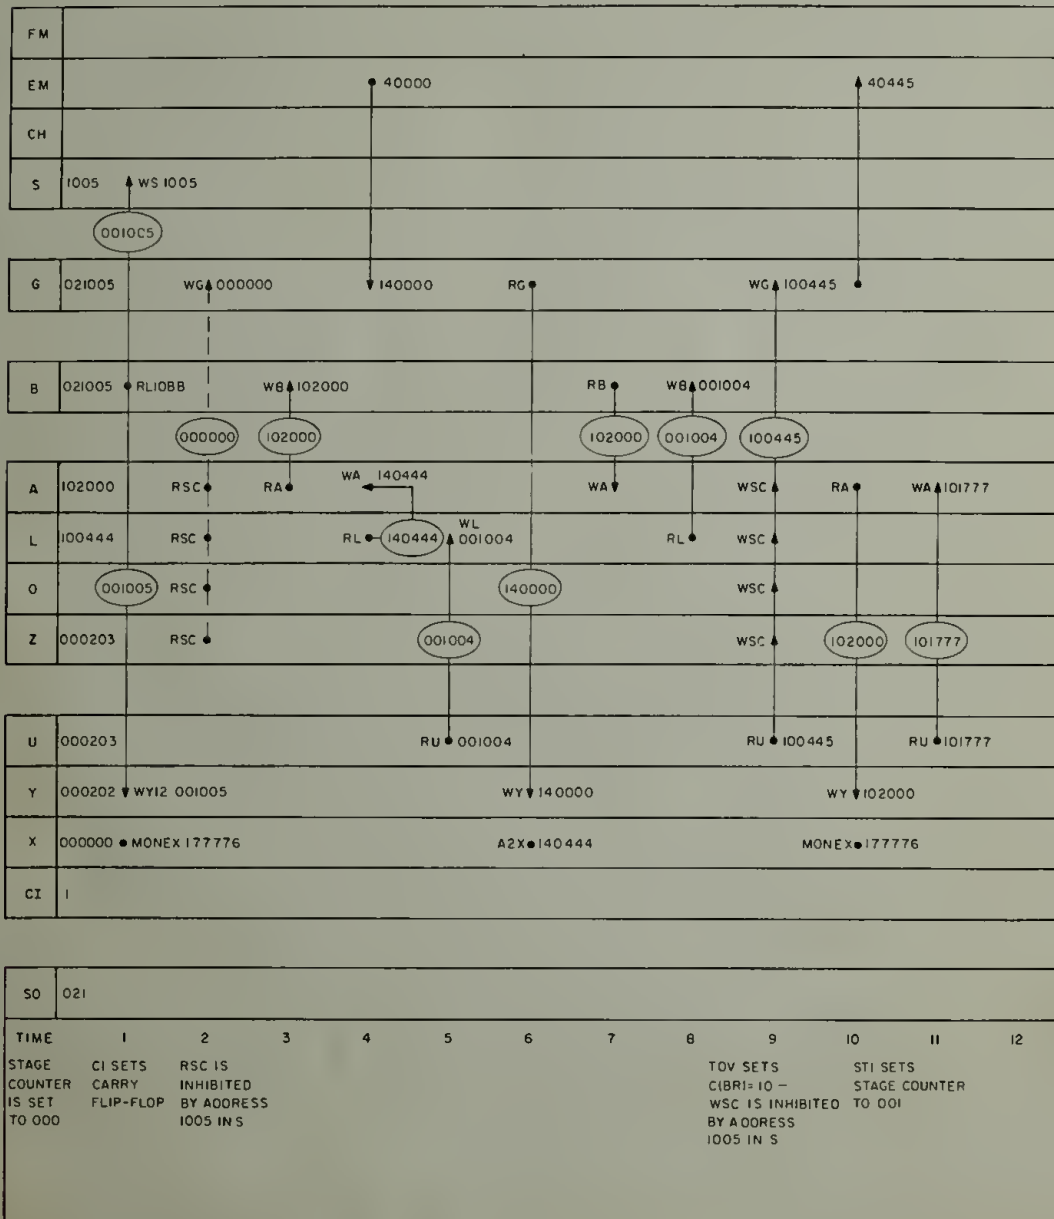 FM
EM 40000 40445
CH
S 1005 WS 1005
001005
G 021005 WG 000000 140000 RG WG 100445
B 021005 RL10BB WB 102000 RB WB 001004
000000 102000 102000 001004 100445
WA 140444
A 102000 RSC RA WA WSC RA WA 101777
WL
L 100444 RSC RL 140444 001004 RL WSC
O 001005 RSC 140000 WSC
Z 000203 RSC 001004 WSC 102000 101777
U 000203 RU 001004 RU 100445 RU 101777
Y 000202 WY12 001005 WY 140000 WY 102000
X 000000 MONEX 177776 A2X 140444 MONEX 177776
CI 1
SO 021
TIME 1 2 3 4 5 6 7 8 9 10 11 12
STAGE
COUNTER
IS SET
TO 000
CI SETS
CARRY
FLIP-FLOP
RSC IS
INHIBITED
BY ADDRESS
1005 IN S
TOV SETS
C(BR)= 10 -
WSC IS INHIBITED
BY ADDRESS
1005 IN S
STI SETS
STAGE COUNTER
TO 001